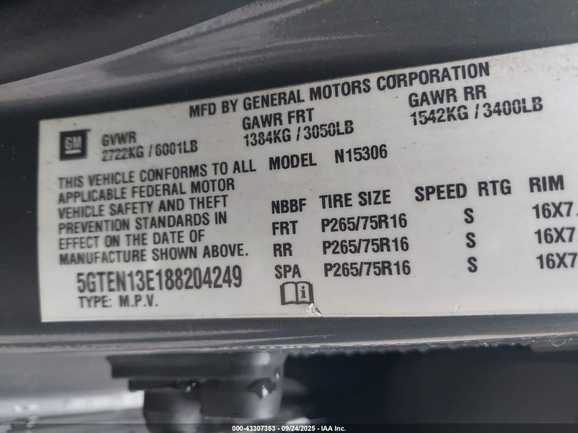 MFD BY GENERAL MOTORS CORPORATION
GM
GVWR GAWR FRT GAWR RR
2722KG / 6001LB 1384KG / 3050LB 1542KG / 3400LB
THIS VEHICLE CONFORMS TO ALL MODEL N15306
APPLICABLE FEDERAL MOTOR
VEHICLE SAFETY AND THEFT
PREVENTION STANDARDS IN
EFFECT ON THE DATE OF
MANUFACTURE SHOWN ABOVE.
NBBF TIRE SIZE SPEED RTG RIM
FRT P265/75R16 S 16X7
RR P265/75R16 S 16X7
SPA P265/75R16 S 16X7
5GTEN13E188204249
TYPE: M.P.V.
i
000-43307353 - 09/24/2025 - IAA Inc.